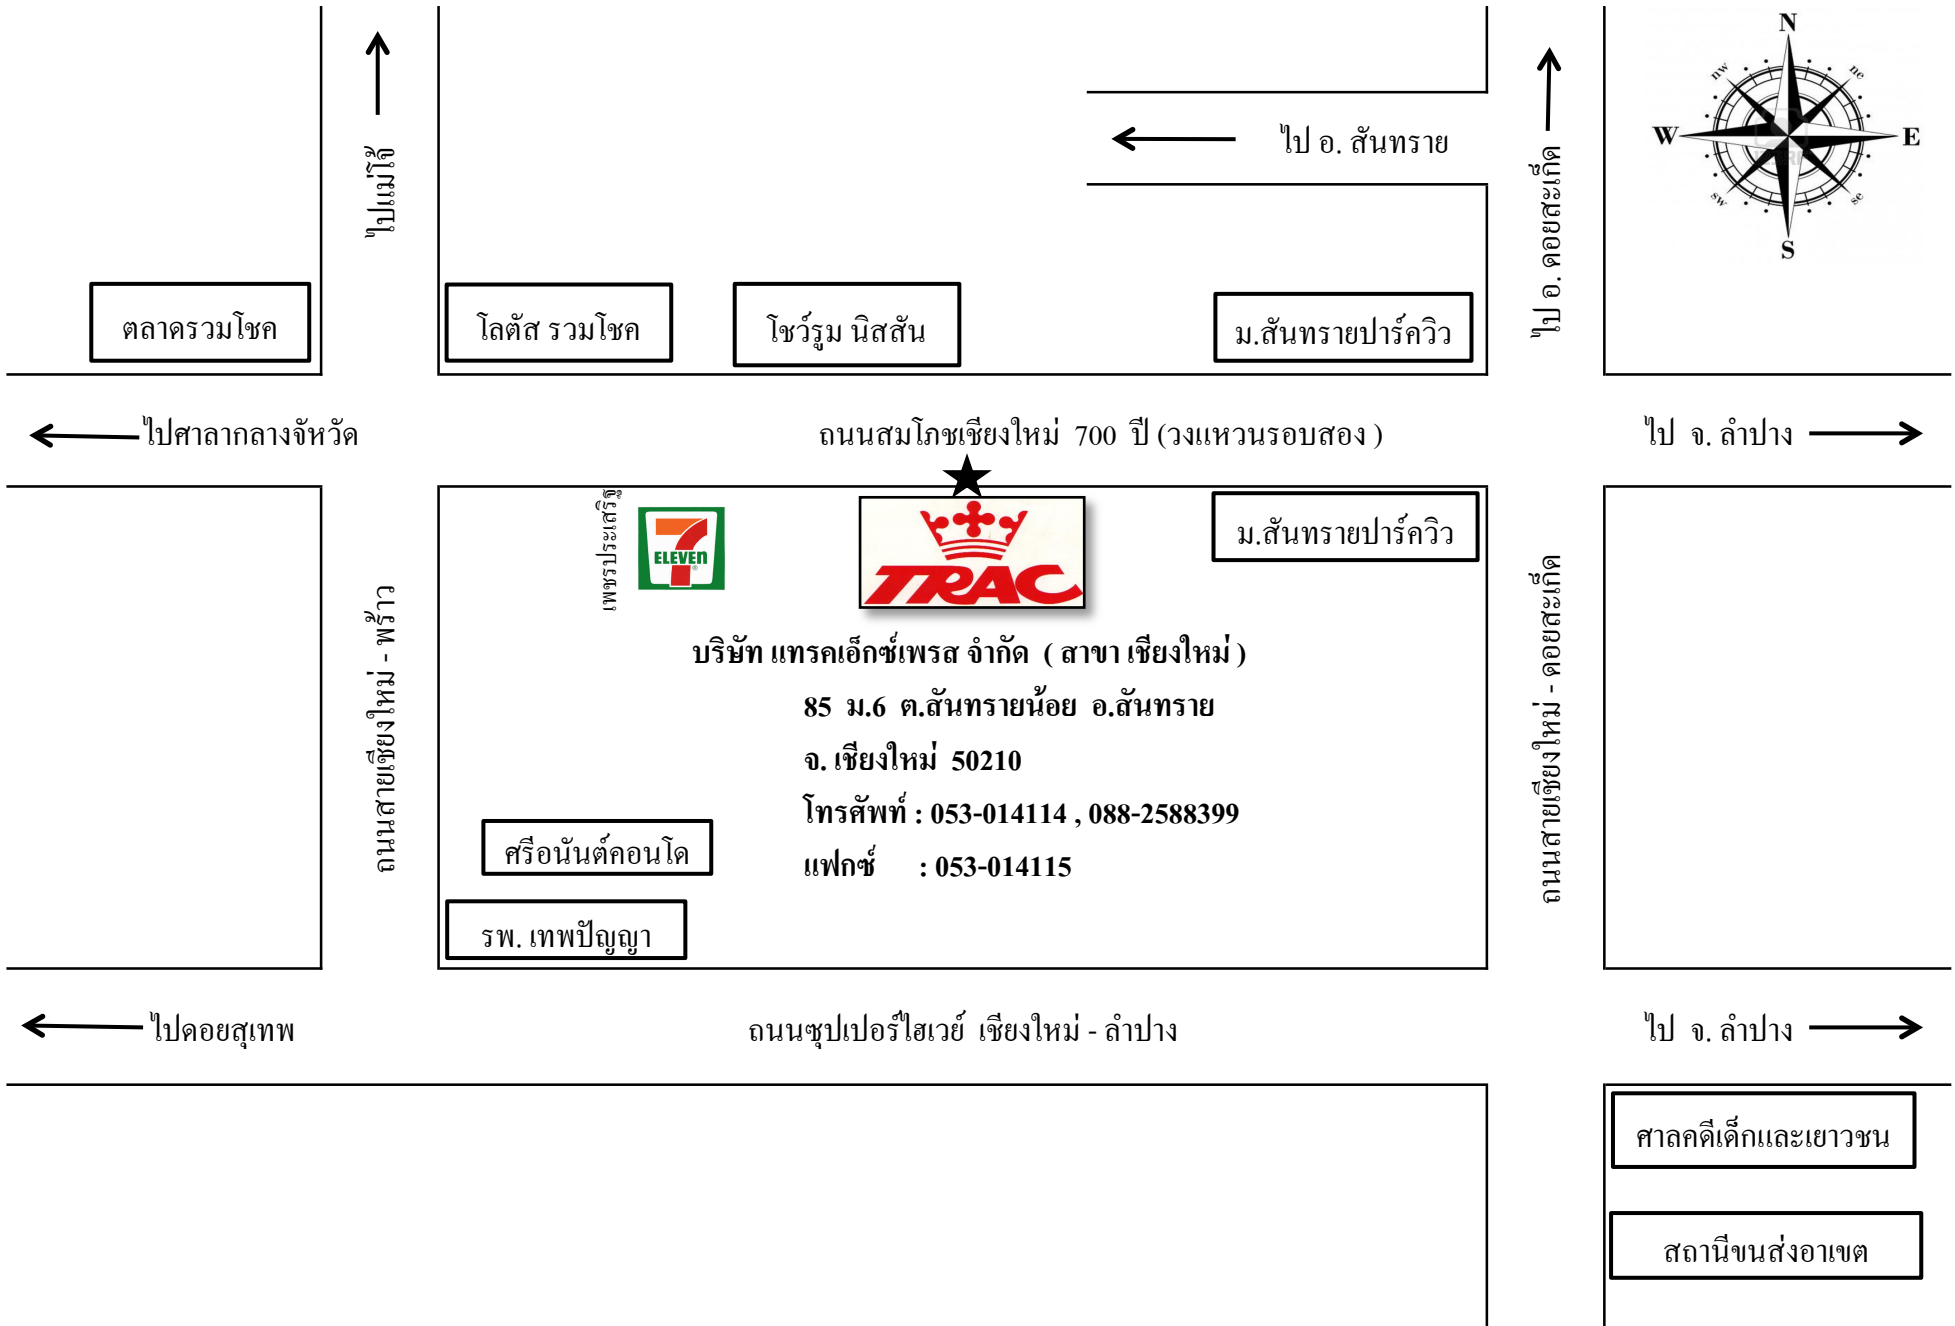 N
nw
ne
W
E
sw
se
S
ไปแม่โจ้
ไป อ. สันทราย
ไป อ. ดอยสะเก็ด
ตลาดรวมโชค
โลตัส รวมโชค
โชว์รูม นิสสัน
ม.สันทรายปาร์ควิว
ไปศาลากลางจัหวัด
ถนนสมโภชเชียงใหม่ 700 ปี (วงแหวนรอบสอง )
ไป จ. ลำปาง
เพชรประเสริฐ
7
ELEVEn
TRAC
ม.สันทรายปาร์ควิว
ถนนสายเชียงใหม่ - พร้าว
ถนนสายเชียงใหม่ - ดอยสะเก็ด
บริษัท แทรคเอ็กซ์เพรส จำกัด ( สาขา เชียงใหม่ )
85 ม.6 ต.สันทรายน้อย อ.สันทราย
จ. เชียงใหม่ 50210
โทรศัพท์ : 053-014114 , 088-2588399
แฟกซ์ : 053-014115
ศรีอนันต์คอนโด
รพ. เทพปัญญา
ไปดอยสุเทพ
ถนนซุปเปอร์ไฮเวย์ เชียงใหม่ - ลำปาง
ไป จ. ลำปาง
ศาลคดีเด็กและเยาวชน
สถานีขนส่งอาเขต